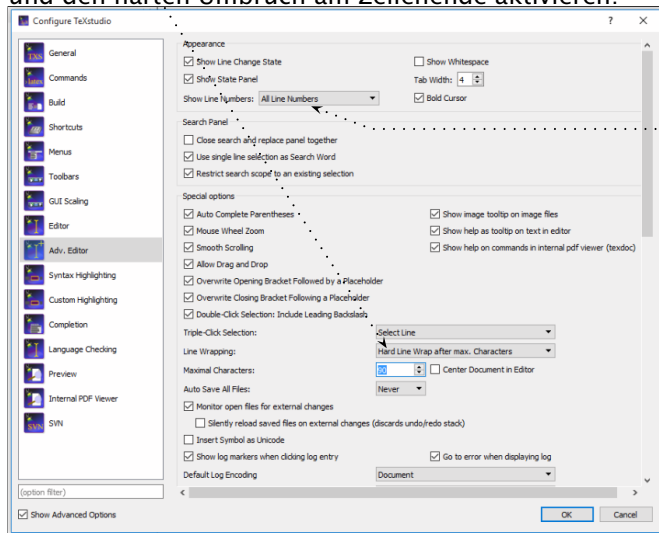 und den harten Umbruch am Zeilenende aktivieren:
Configure TeXstudio
General
Commands
Build
Shortcuts
Menus
Toolbars
GUI Scaling
Editor
Adv. Editor
Syntax Highlighting
Custom Highlighting
Completion
Language Checking
Preview
Internal PDF Viewer
SVN
(option filter)
Show Advanced Options
Appearance
Show Line Change State
Show Whitespace
Show State Panel
Tab Width: 4
Show Line Numbers: All Line Numbers
Bold Cursor
Search Panel
Close search and replace panel together
Use single line selection as Search Word
Restrict search scope to an existing selection
Special options
Auto Complete Parentheses
Show image tooltip on image files
Mouse Wheel Zoom
Show help as tooltip on text in editor
Smooth Scrolling
Show help on commands in internal pdf viewer (texdoc)
Allow Drag and Drop
Overwrite Opening Bracket Followed by a Placeholder
Overwrite Closing Bracket Following a Placeholder
Double-Click Selection: Include Leading Backslash
Triple-Click Selection: Select Line
Line Wrapping: Hard Line Wrap after max. Characters
Maximal Characters: 90 Center Document in Editor
Auto Save All Files: Never
Monitor open files for external changes
Silently reload saved files on external changes (discards undo/redo stack)
Insert Symbol as Unicode
Show log markers when clicking log entry
Go to error when displaying log
Default Log Encoding Document
OK Cancel